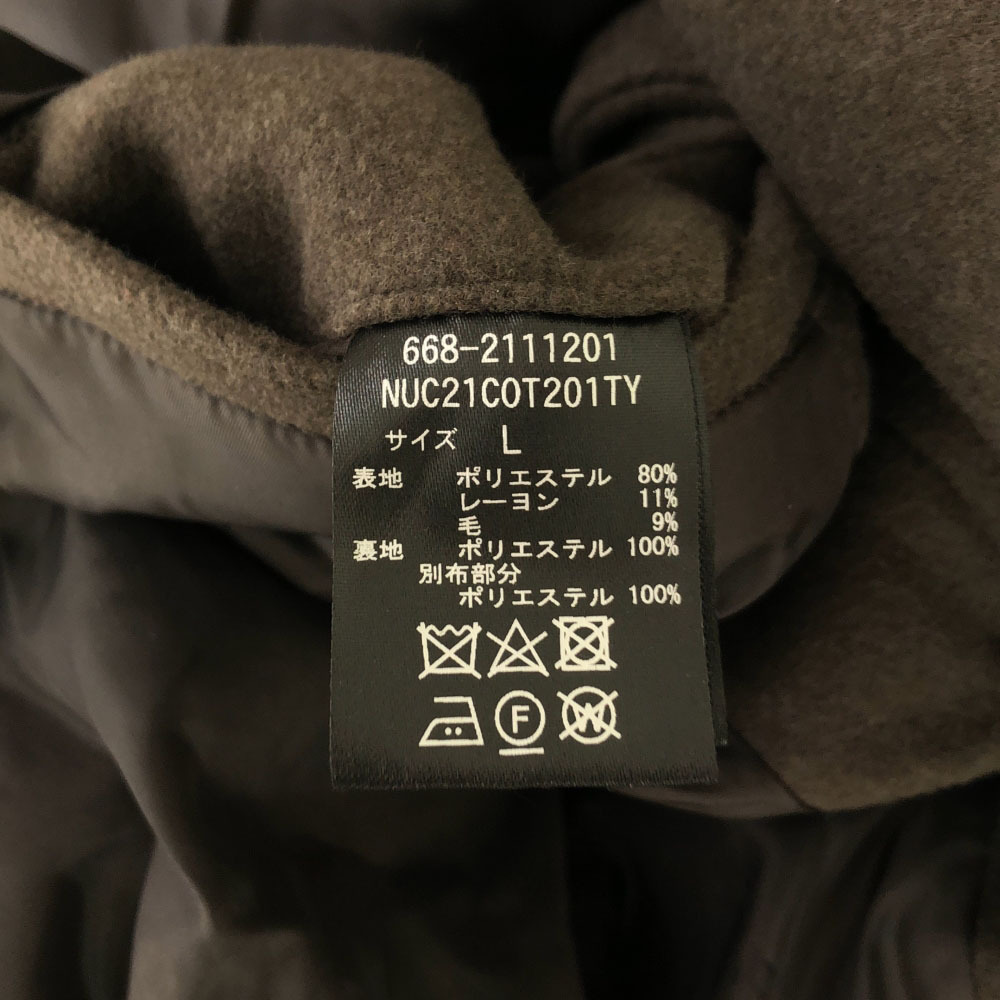 668-2111201
NUC21COT201TY
サイズ L
表地 ポリエステル 80%
レーヨン 11%
毛 9%
裏地 ポリエステル 100%
別布部分
ポリエステル 100%
F W